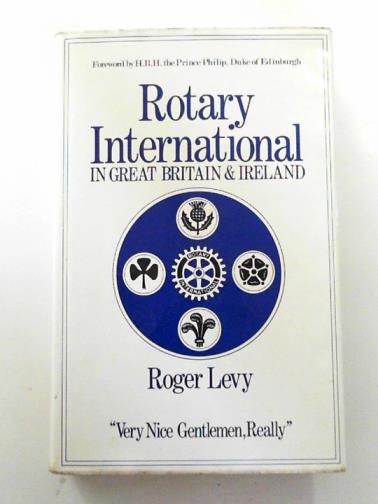 Foreword by H.R.H. the Prince Philip, Duke of Edinburgh
Rotary
International
IN GREAT BRITAIN & IRELAND
ROTARY
INTERNATIONAL
Roger Levy
“Very Nice Gentlemen, Really”